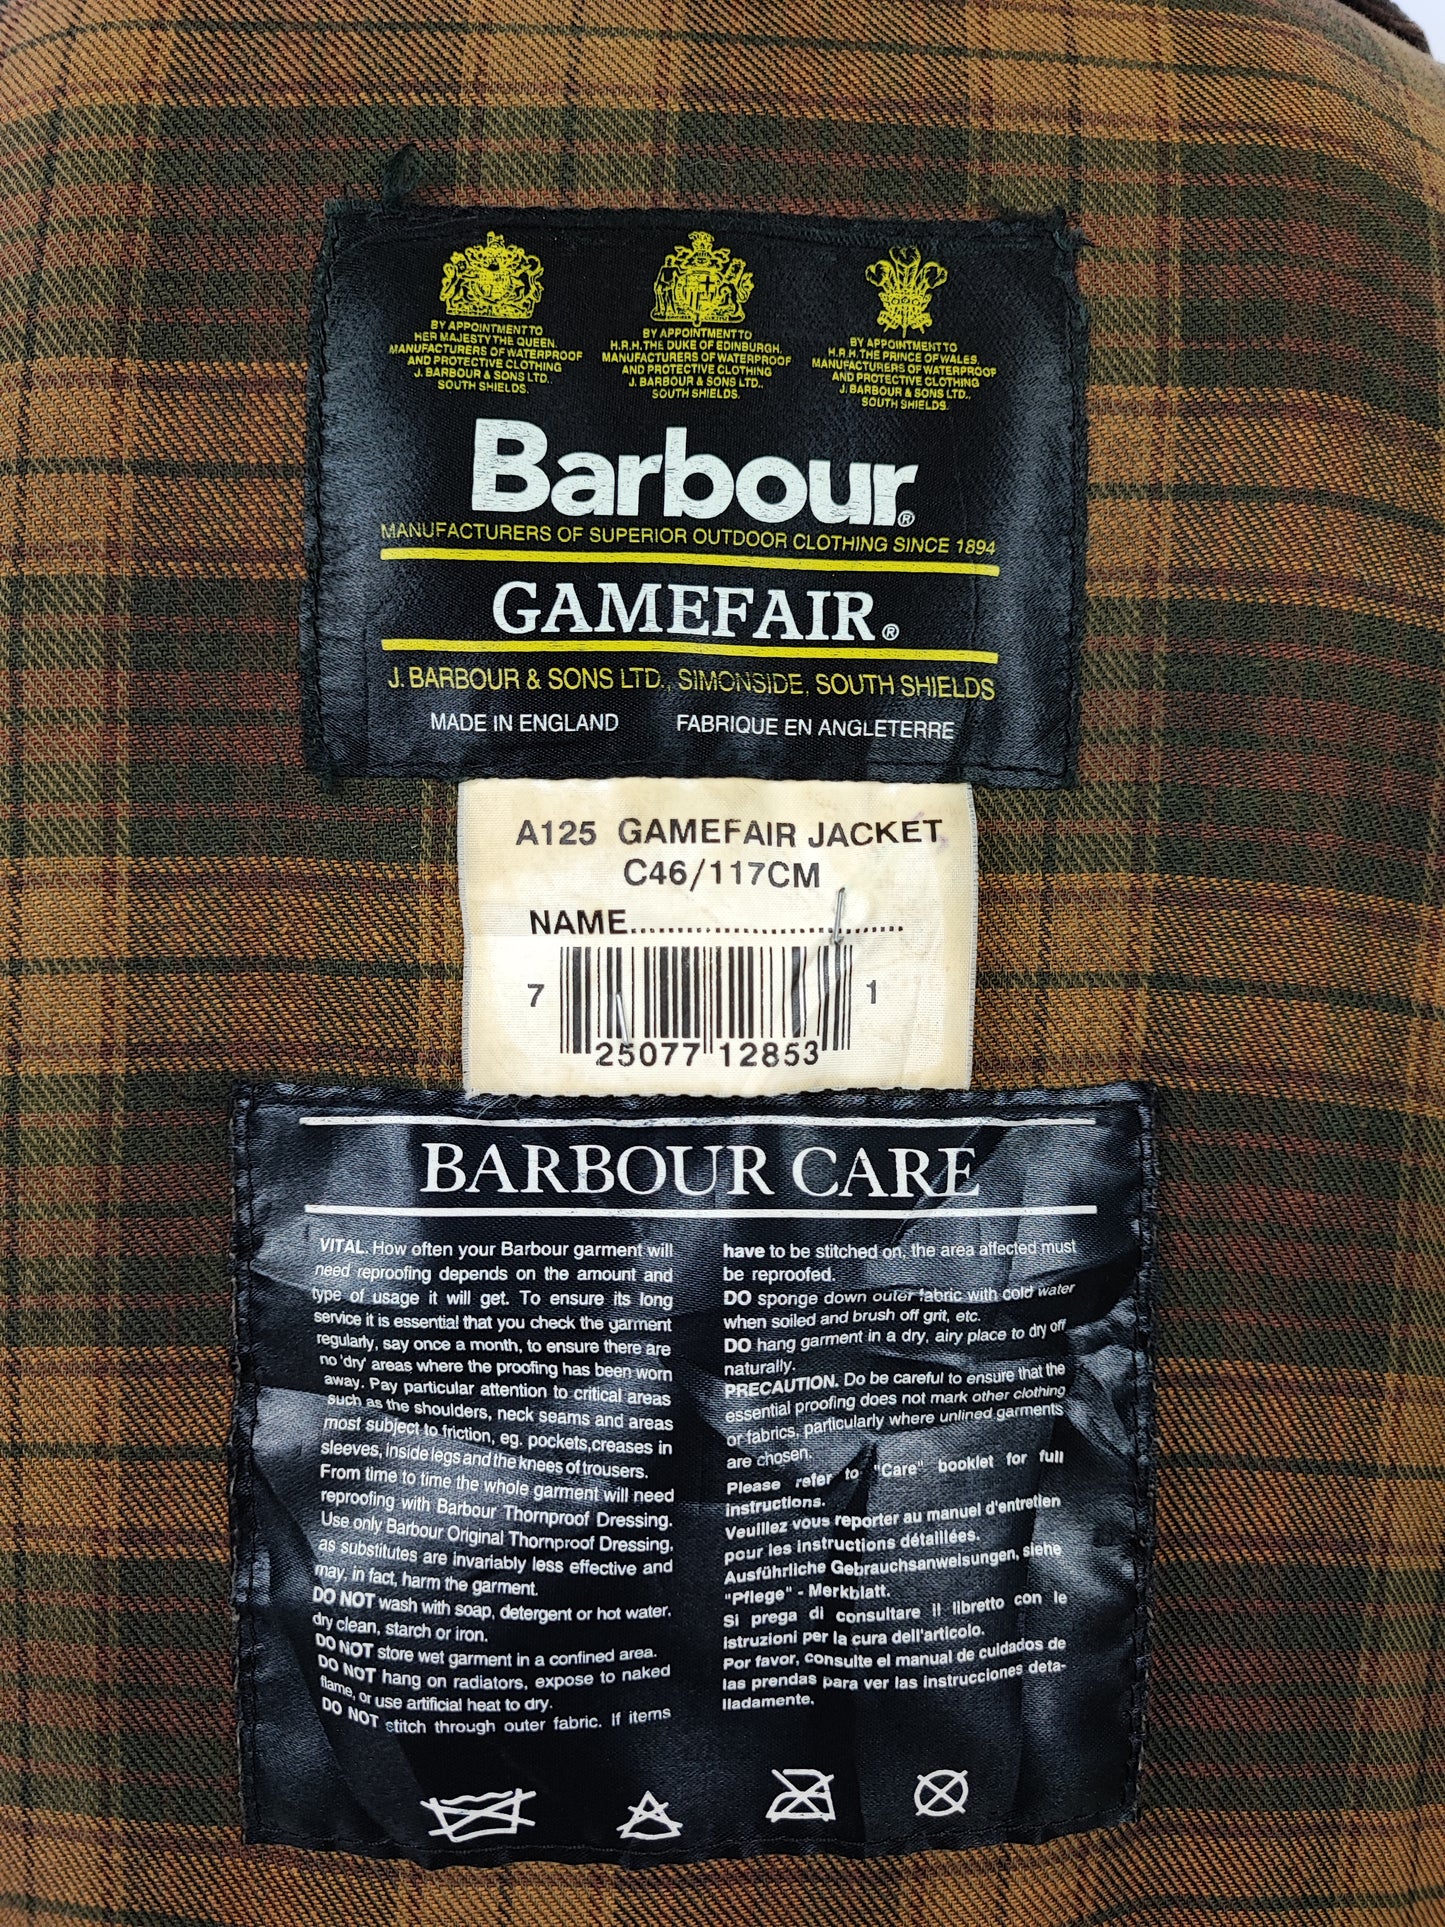 BY APPOINTMENT TO
HER MAJESTY THE QUEEN.
MANUFACTURERS OF WATERPROOF
AND PROTECTIVE CLOTHING
J. BARBOUR & SONS LTD.
SOUTH SHIELDS.
BY APPOINTMENT TO
H.R.H. THE DUKE OF EDINBURGH.
MANUFACTURERS OF WATERPROOF
AND PROTECTIVE CLOTHING
J. BARBOUR & SONS LTD..
SOUTH SHIELDS.
BY APPOINTMENT TO
H.R.H. THE PRINCE OF WALES.
MANUFACTURERS OF WATERPROOF
AND PROTECTIVE CLOTHING
J. BARBOUR & SONS LTD.,
SOUTH SHIELDS.
Barbour®
MANUFACTURERS OF SUPERIOR OUTDOOR CLOTHING SINCE 1894
GAMEFAIR®
J. BARBOUR & SONS LTD., SIMONSIDE, SOUTH SHIELDS
MADE IN ENGLAND FABRIQUE EN ANGLETERRE
A125 GAMEFAIR JACKET
C46/117CM
NAME..............................
7 25077 12853 1
BARBOUR CARE
VITAL. How often your Barbour garment will
need reproofing depends on the amount and
type of usage it will get. To ensure its long
service it is essential that you check the garment
regularly, say once a month, to ensure there are
no 'dry' areas where the proofing has been worn
away. Pay particular attention to critical areas
such as the shoulders, neck seams and areas
most subject to friction, eg. pockets,creases in
sleeves, inside legs and the knees of trousers.
From time to time the whole garment will need
reproofing with Barbour Thornproof Dressing.
Use only Barbour Original Thornproof Dressing,
as substitutes are invariably less effective and
may, in fact, harm the garment.
DO NOT wash with soap, detergent or hot water,
dry clean, starch or iron.
DO NOT store wet garment in a confined area.
DO NOT hang on radiators, expose to naked
flame, or use artificial heat to dry.
DO NOT stitch through outer fabric. If items
have to be stitched on, the area affected must
be reproofed.
DO sponge down outer fabric with cold water
when soiled and brush off grit, etc.
DO hang garment in a dry, airy place to dry off
naturally.
PRECAUTION. Do be careful to ensure that the
essential proofing does not mark other clothing
or fabrics, particularly where unlined garments
are chosen.
Please refer to "Care" booklet for full
instructions.
Veuillez vous reporter au manuel d'entretien
pour les instructions détaillées.
Ausführliche Gebrauchsanweisungen, siehe
"Pflege" - Merkblatt.
Si prega di consultare il libretto con le
istruzioni per la cura dell'articolo.
Por favor, consulte el manual de cuidados de
las prendas para ver las instrucciones deta-
lladamente.